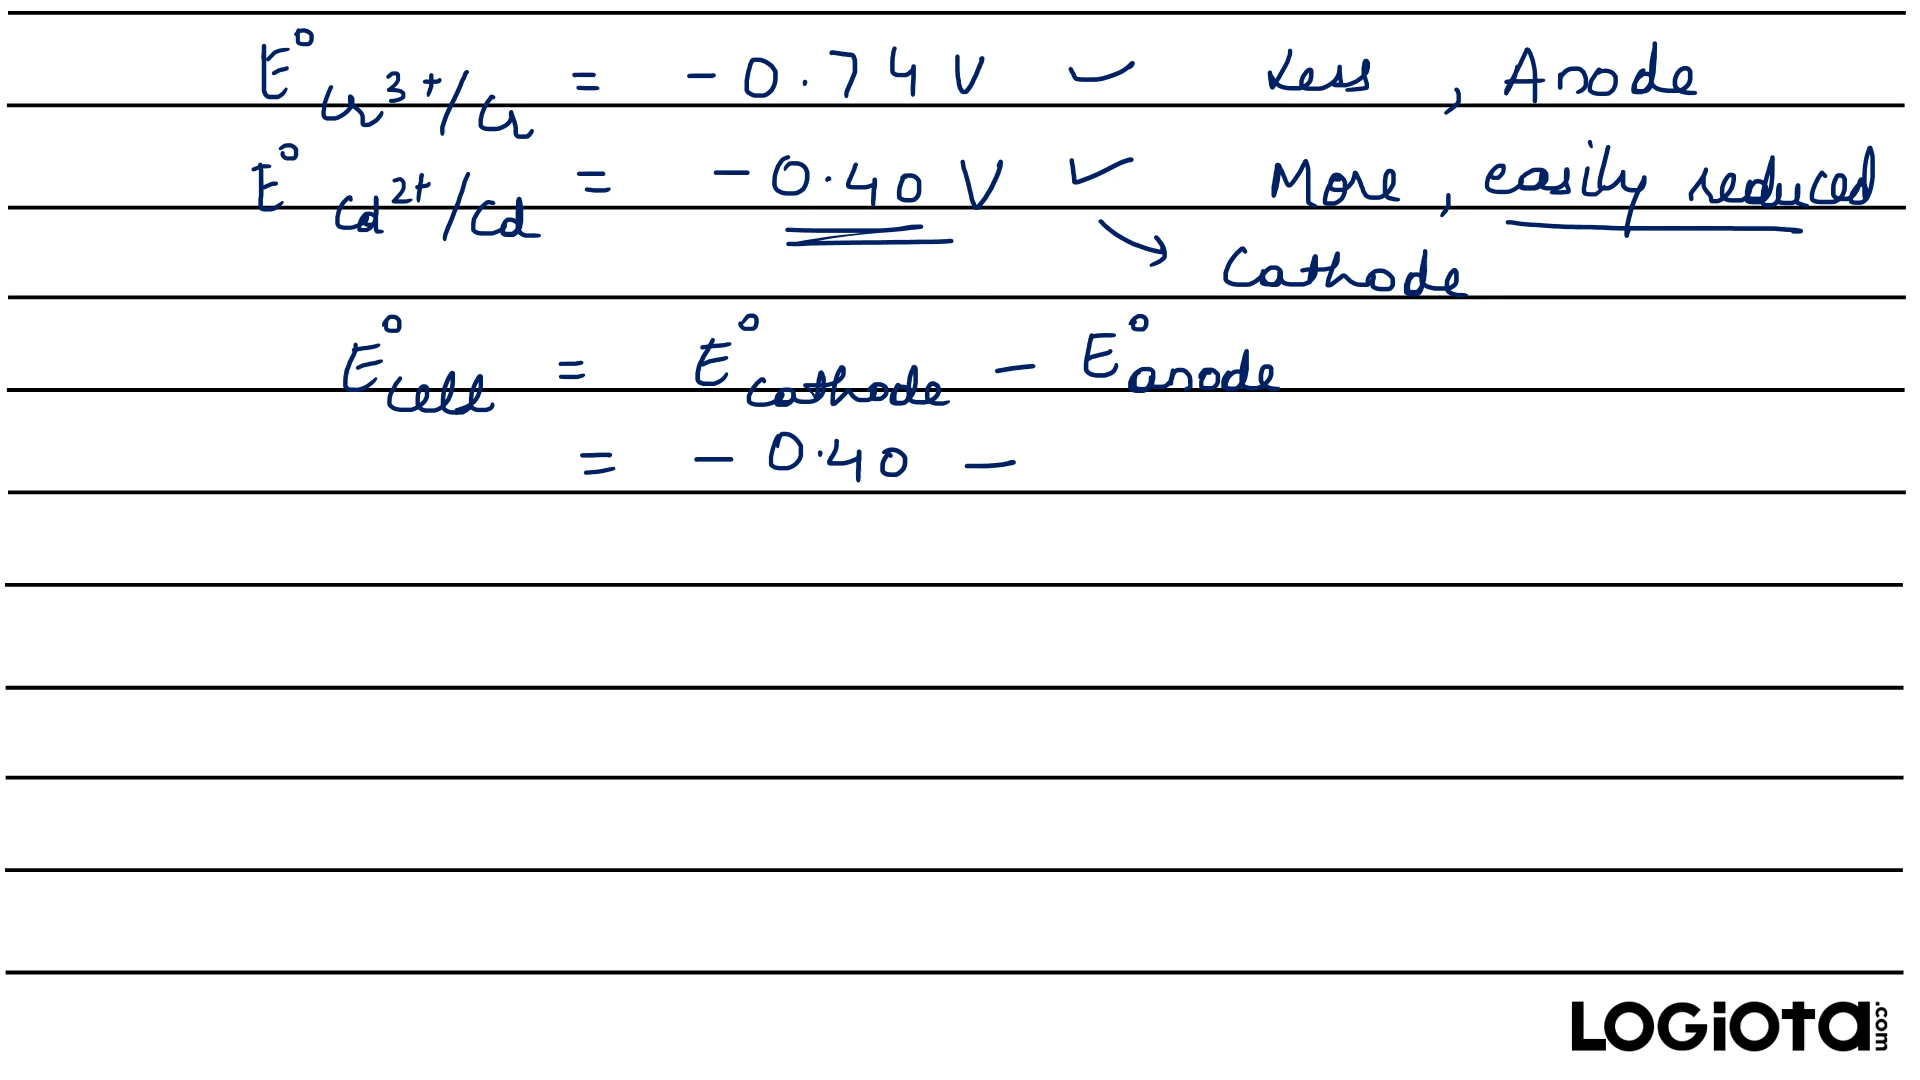 E°Cr³⁺/Cr = - 0.74 V ✓ Less, Anode
E°Cd²⁺/Cd = - 0.40 V ✓ More, easily reduced
→ Cathode
E°cell = E°cathode - E°anode
= - 0.40 -
LOGiOTA.com